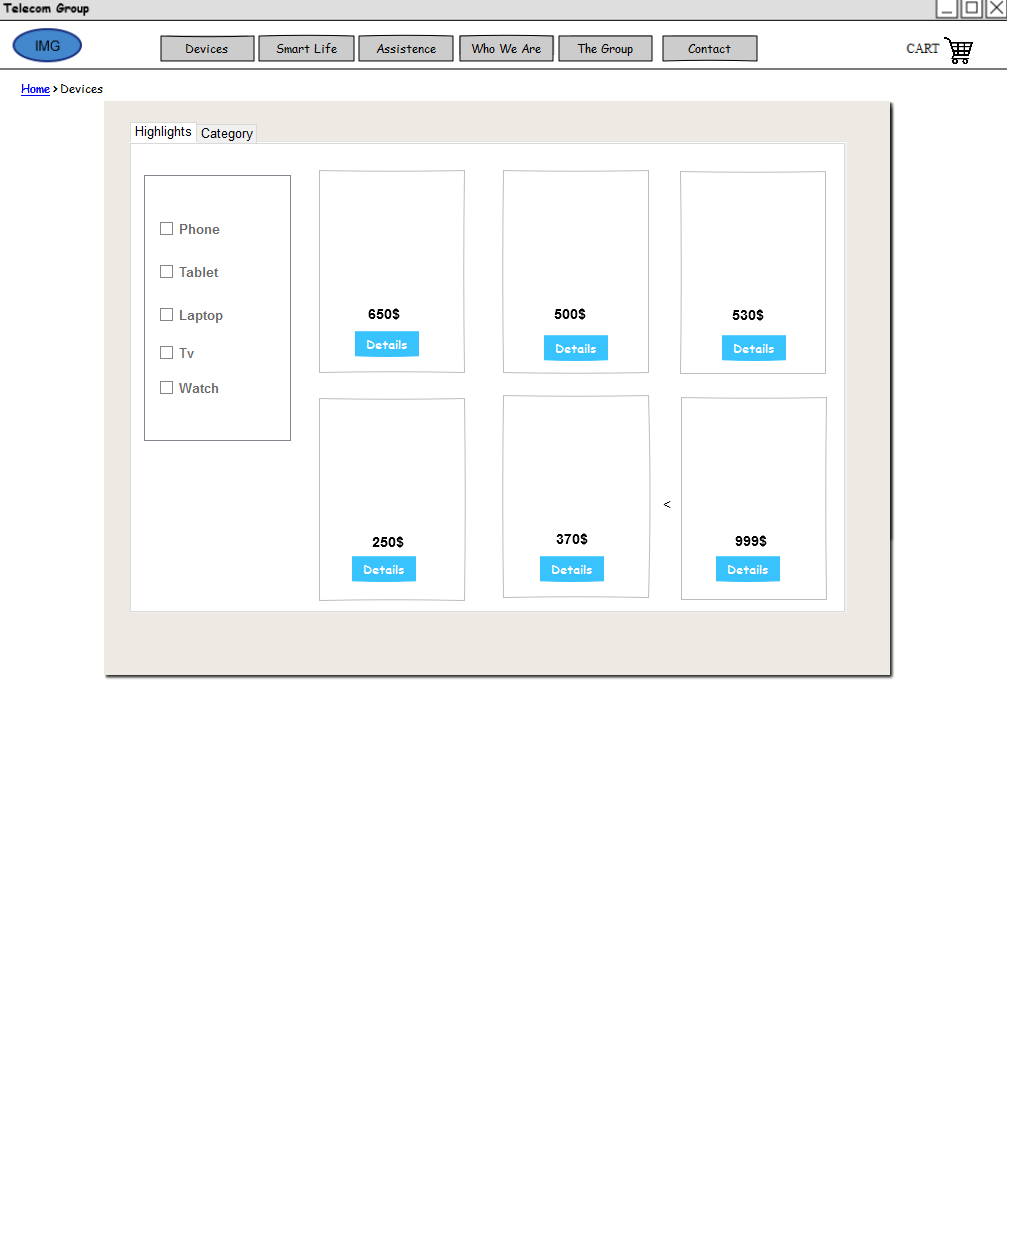 Telecom Group
IMG
Devices
Smart Life
Assistence
Who We Are
The Group
Contact
CART
Home > Devices
Highlights
Category
Phone
Tablet
Laptop
Tv
Watch
650$
500$
530$
Details
Details
Details
<
250$
370$
999$
Details
Details
Details